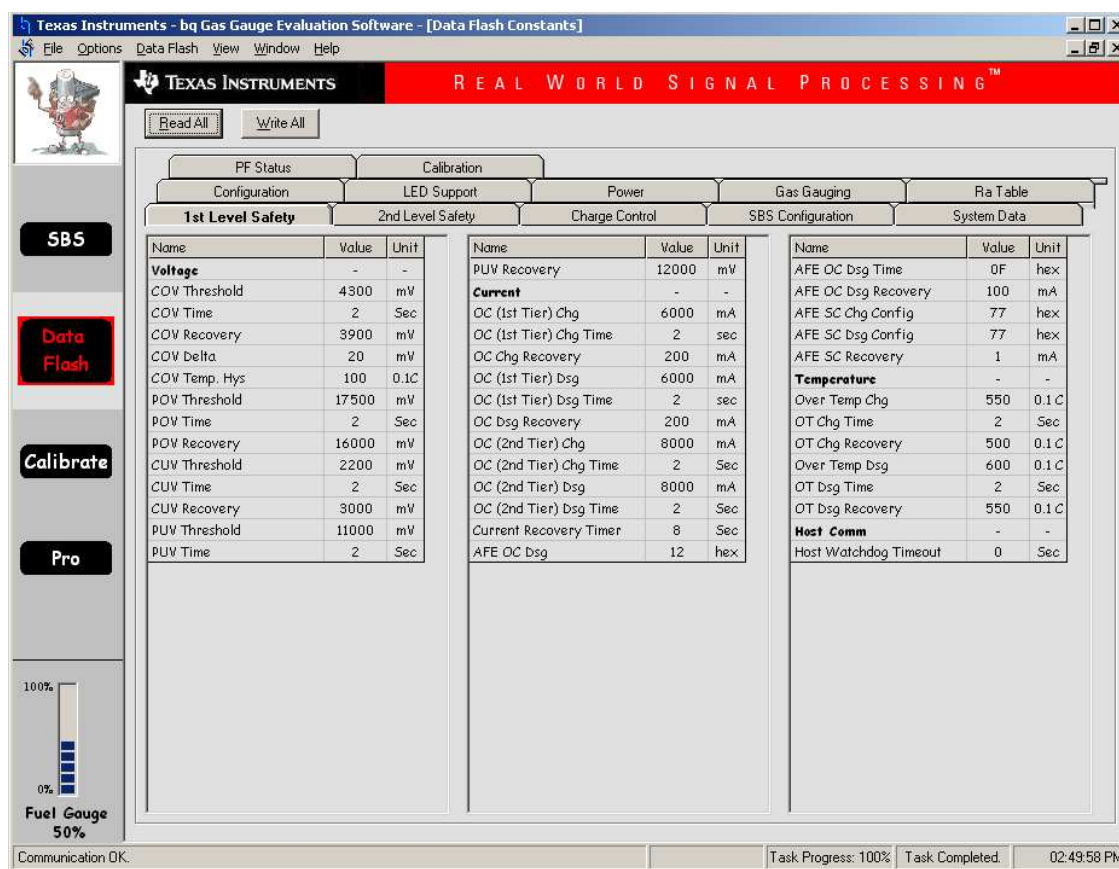 Texas Instruments - bq Gas Gauge Evaluation Software - [Data Flash Constants]
File Options Data Flash View Window Help
TEXAS INSTRUMENTS REAL WORLD SIGNAL PROCESSING™
Read All Write All
PF Status Calibration
Configuration LED Support Power Gas Gauging Ra Table
1st Level Safety 2nd Level Safety Charge Control SBS Configuration System Data
SBS
Data
Flash
Calibrate
Pro
100%
0%
Fuel Gauge
50%
Name Value Unit
Voltage - -
COV Threshold 4300 mV
COV Time 2 Sec
COV Recovery 3900 mV
COV Delta 20 mV
COV Temp. Hys 100 0.1C
POV Threshold 17500 mV
POV Time 2 Sec
POV Recovery 16000 mV
CUV Threshold 2200 mV
CUV Time 2 Sec
CUV Recovery 3000 mV
PUV Threshold 11000 mV
PUV Time 2 Sec
Name Value Unit
PUV Recovery 12000 mV
Current - -
OC (1st Tier) Chg 6000 mA
OC (1st Tier) Chg Time 2 sec
OC Chg Recovery 200 mA
OC (1st Tier) Dsg 6000 mA
OC (1st Tier) Dsg Time 2 sec
OC Dsg Recovery 200 mA
OC (2nd Tier) Chg 8000 mA
OC (2nd Tier) Chg Time 2 Sec
OC (2nd Tier) Dsg 8000 mA
OC (2nd Tier) Dsg Time 2 Sec
Current Recovery Timer 8 Sec
AFE OC Dsg 12 hex
Name Value Unit
AFE OC Dsg Time 0F hex
AFE OC Dsg Recovery 100 mA
AFE SC Chg Config 77 hex
AFE SC Dsg Config 77 hex
AFE SC Recovery 1 mA
Temperature - -
Over Temp Chg 550 0.1 C
OT Chg Time 2 Sec
OT Chg Recovery 500 0.1 C
Over Temp Dsg 600 0.1 C
OT Dsg Time 2 Sec
OT Dsg Recovery 550 0.1 C
Host Comm - -
Host Watchdog Timeout 0 Sec
Communication OK. Task Progress: 100% Task Completed. 02:49:58 PM